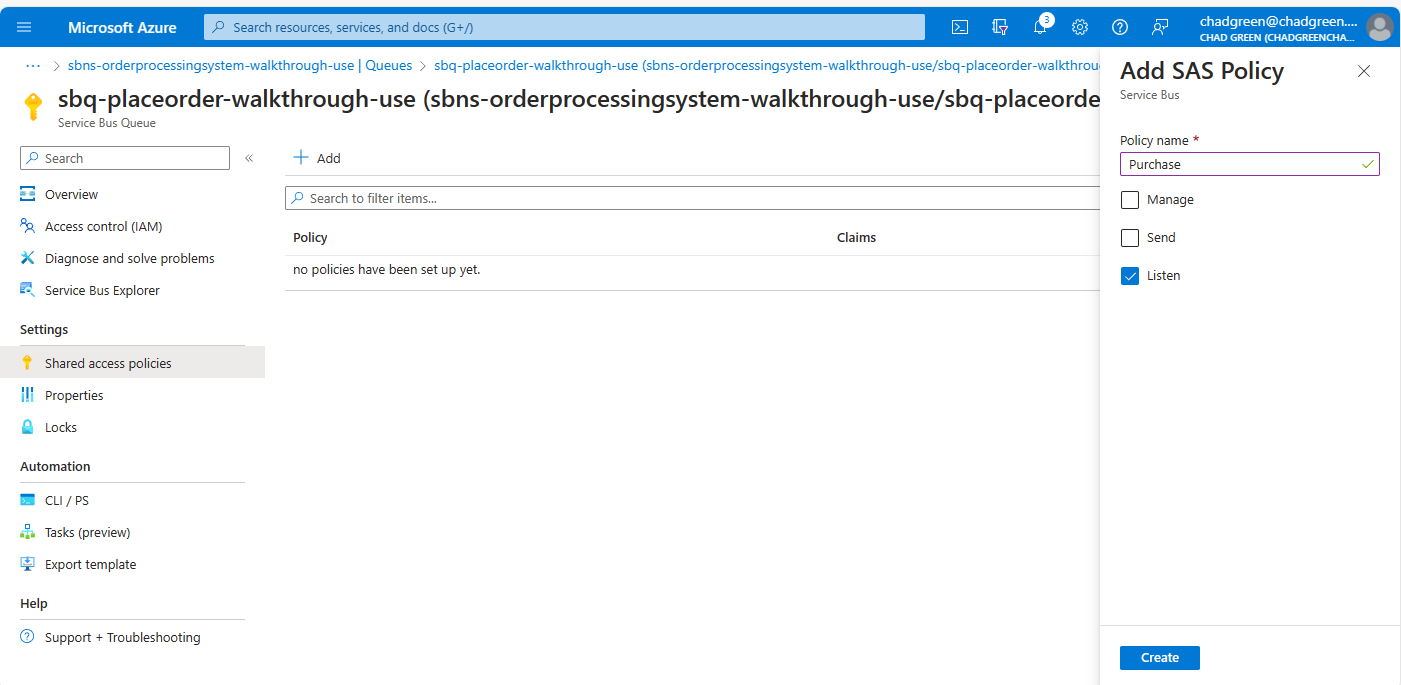 Microsoft Azure
Search resources, services, and docs (G+/)
3
chadgreen@chadgreen....
CHAD GREEN (CHADGREENCHA...
... > sbns-orderprocessingsystem-walkthrough-use | Queues > sbq-placeorder-walkthrough-use (sbns-orderprocessingsystem-walkthrough-use/sbq-placeorder-walkthrou
sbq-placeorder-walkthrough-use (sbns-orderprocessingsystem-walkthrough-use/sbq-placeorde
Service Bus Queue
Search
«
Overview
Access control (IAM)
Diagnose and solve problems
Service Bus Explorer
Settings
Shared access policies
Properties
Locks
Automation
CLI / PS
Tasks (preview)
Export template
Help
Support + Troubleshooting
Add
Search to filter items...
Policy Claims
no policies have been set up yet.
Add SAS Policy
Service Bus
Policy name *
Purchase
Manage
Send
Listen
Create